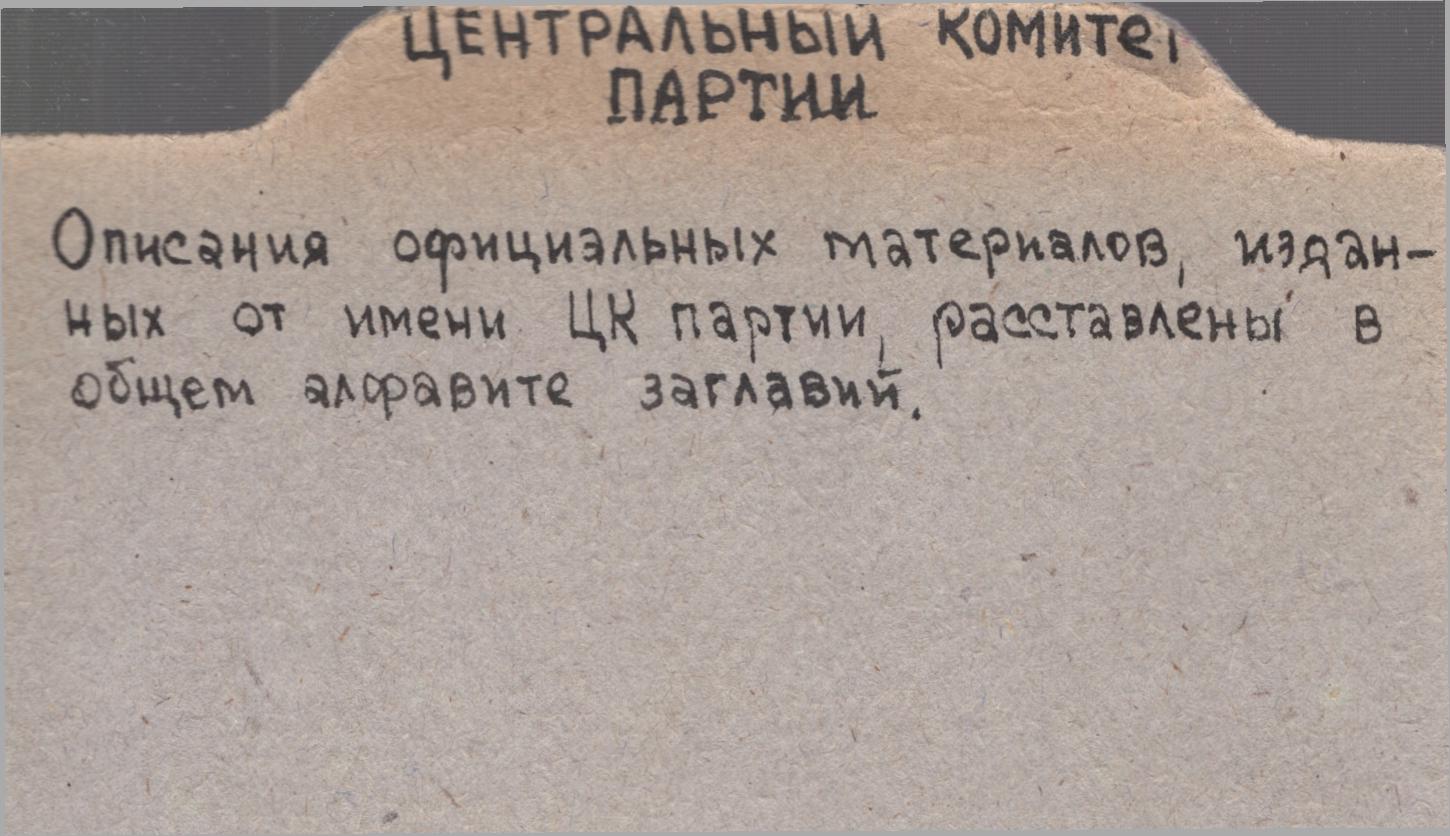 ЦЕНТРАЛЬНЫЙ КОМИТЕТ
ПАРТИИ
Описания официальных материалов, издан-
ных от имени ЦК партии, расставлены в
общем алфавите заглавий.